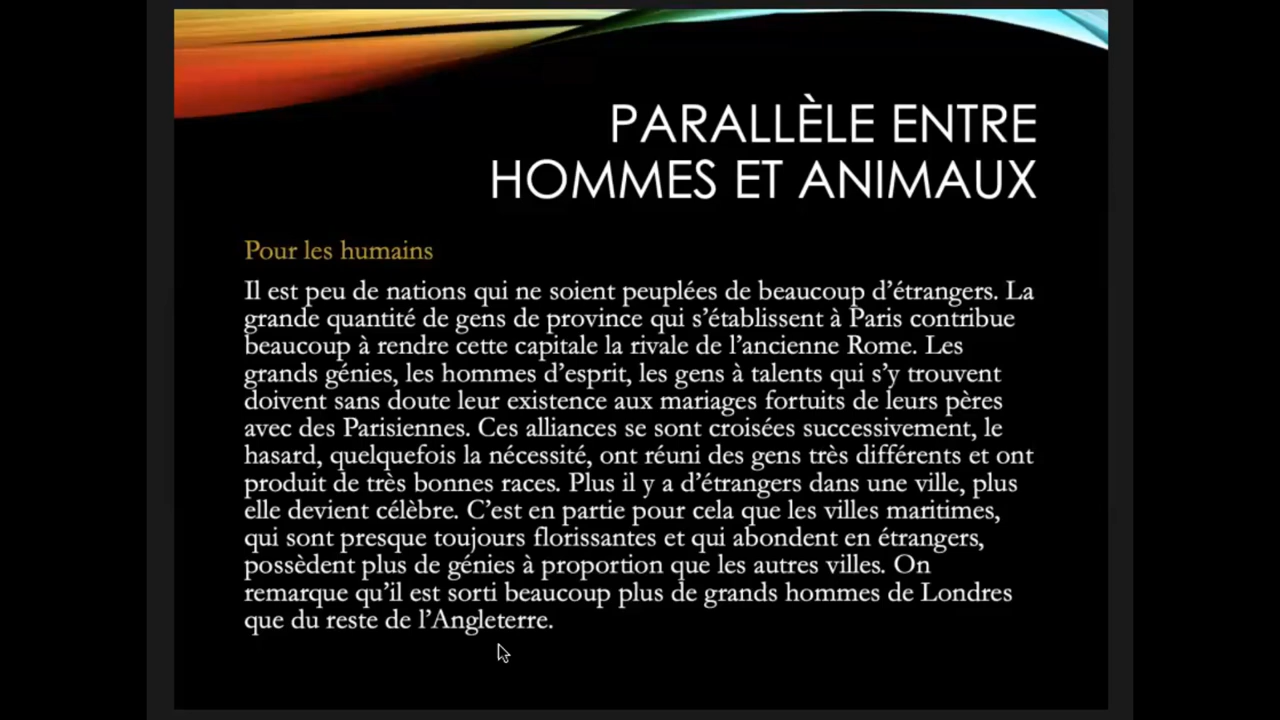 PARALLÈLE ENTRE
HOMMES ET ANIMAUX
Pour les humains
Il est peu de nations qui ne soient peuplées de beaucoup d’étrangers. La
grande quantité de gens de province qui s’établissent à Paris contribue
beaucoup à rendre cette capitale la rivale de l’ancienne Rome. Les
grands génies, les hommes d’esprit, les gens à talents qui s’y trouvent
doivent sans doute leur existence aux mariages fortuits de leurs pères
avec des Parisiennes. Ces alliances se sont croisées successivement, le
hasard, quelquefois la nécessité, ont réuni des gens très différents et ont
produit de très bonnes races. Plus il y a d’étrangers dans une ville, plus
elle devient célèbre. C’est en partie pour cela que les villes maritimes,
qui sont presque toujours florissantes et qui abondent en étrangers,
possèdent plus de génies à proportion que les autres villes. On
remarque qu’il est sorti beaucoup plus de grands hommes de Londres
que du reste de l’Angleterre.